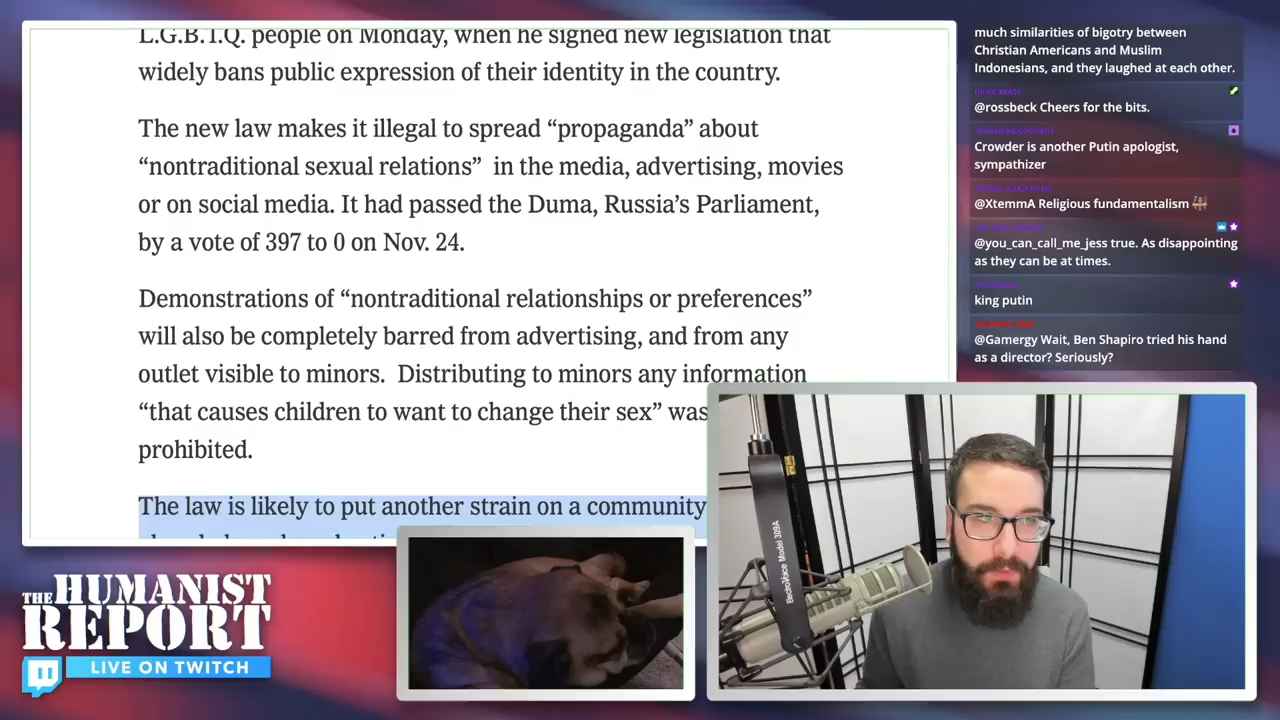 L.G.B.T.Q. people on Monday, when he signed new legislation that
widely bans public expression of their identity in the country.
The new law makes it illegal to spread “propaganda” about
“nontraditional sexual relations”  in the media, advertising, movies
or on social media. It had passed the Duma, Russia’s Parliament,
by a vote of 397 to 0 on Nov. 24.
Demonstrations of “nontraditional relationships or preferences”
will also be completely barred from advertising, and from any
outlet visible to minors.  Distributing to minors any information
“that causes children to want to change their sex” was
prohibited.
The law is likely to put another strain on a community
much similarities of bigotry between
Christian Americans and Muslim
Indonesians, and they laughed at each other.
@rossbeck Cheers for the bits.
Crowder is another Putin apologist,
sympathizer
@XtemmA Religious fundamentalism
@you_can_call_me_jess true. As disappointing
as they can be at times.
king putin
@Gamergy Wait, Ben Shapiro tried his hand
as a director? Seriously?
THE HUMANIST
REPORT
LIVE ON TWITCH
ElectroVoice Model 309A